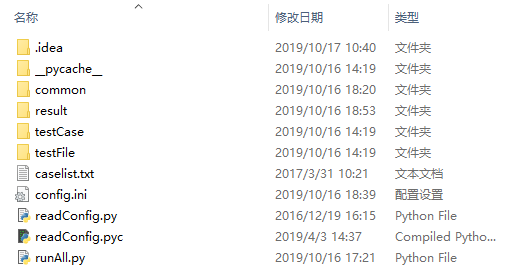 名称 修改日期 类型
.idea 2019/10/17 10:40 文件夹
__pycache__ 2019/10/16 14:19 文件夹
common 2019/10/16 18:20 文件夹
result 2019/10/16 18:53 文件夹
testCase 2019/10/16 14:19 文件夹
testFile 2019/10/16 14:19 文件夹
caselist.txt 2017/3/31 10:21 文本文档
config.ini 2019/10/16 18:39 配置设置
readConfig.py 2016/12/19 16:15 Python File
readConfig.pyc 2019/4/3 14:37 Compiled Pytho...
runAll.py 2019/10/16 17:21 Python File